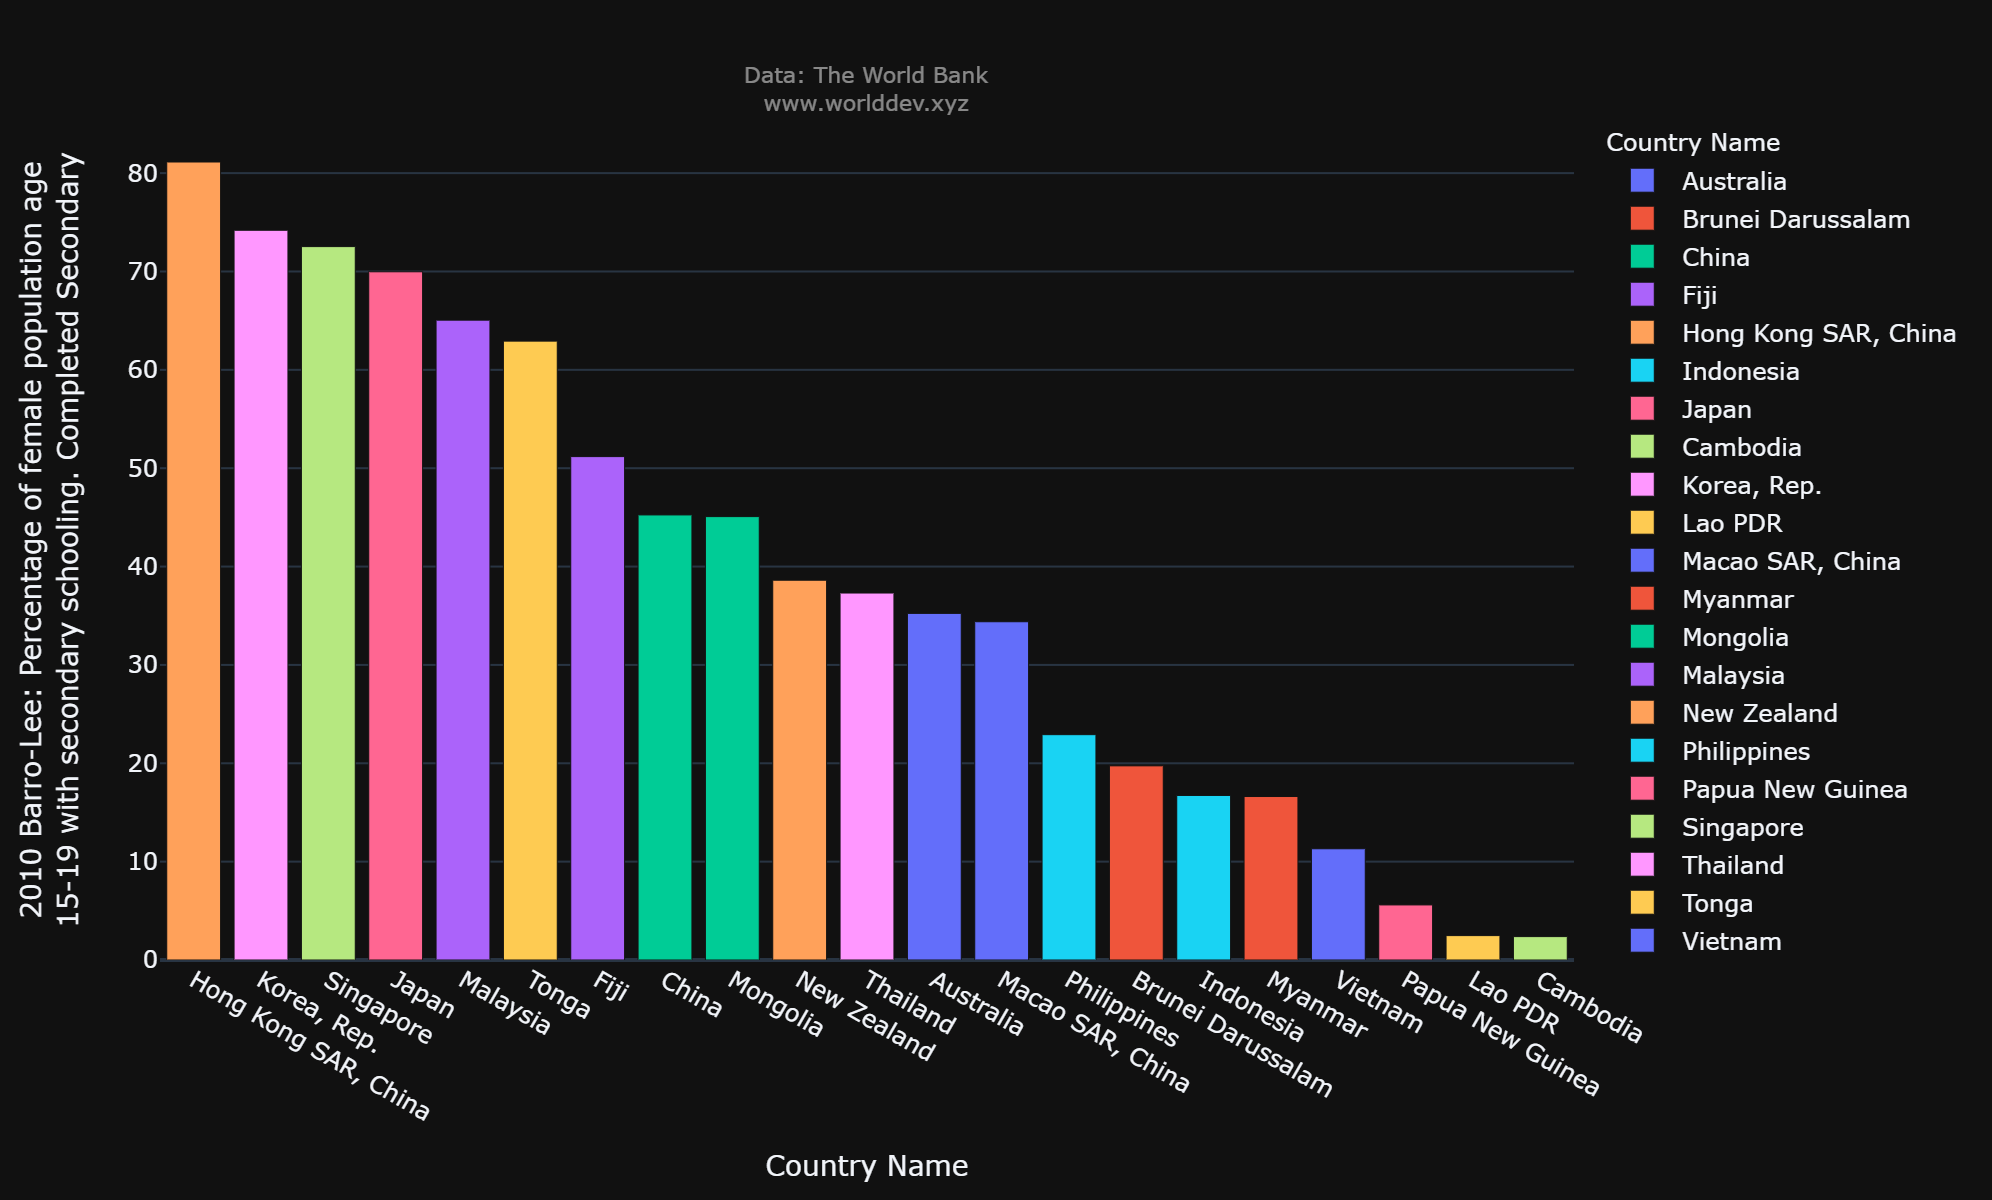 Data: The World Bank
www.worlddev.xyz
2010 Barro-Lee: Percentage of female population age
15-19 with secondary schooling. Completed Secondary
80
70
60
50
40
30
20
10
0
Hong Kong SAR, China
Korea, Rep.
Singapore
Japan
Malaysia
Tonga
Fiji
China
Mongolia
New Zealand
Thailand
Australia
Macao SAR, China
Philippines
Brunei Darussalam
Indonesia
Myanmar
Vietnam
Papua New Guinea
Lao PDR
Cambodia
Country Name
Country Name
Australia
Brunei Darussalam
China
Fiji
Hong Kong SAR, China
Indonesia
Japan
Cambodia
Korea, Rep.
Lao PDR
Macao SAR, China
Myanmar
Mongolia
Malaysia
New Zealand
Philippines
Papua New Guinea
Singapore
Thailand
Tonga
Vietnam